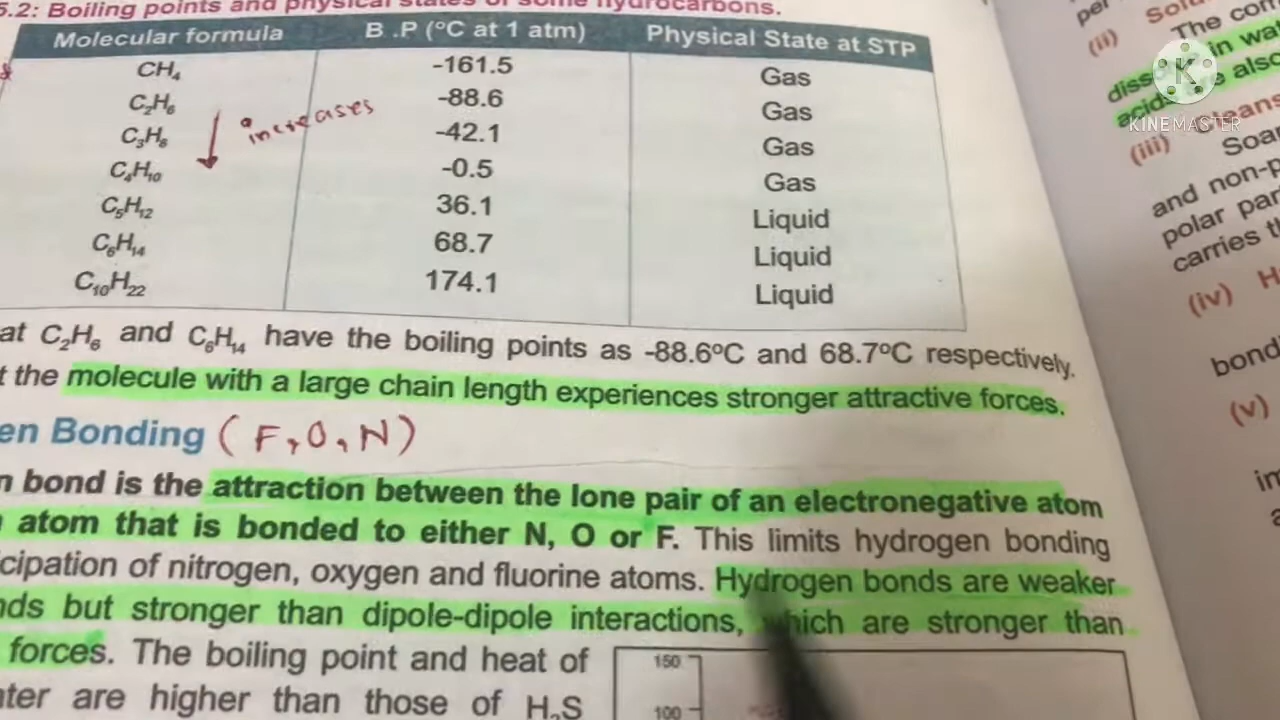 5.2: Boiling points and physical states of some hydrocarbons.
Molecular formula B .P (°C at 1 atm) Physical State at STP
CH₄ -161.5 Gas
C₂H₆ -88.6 Gas
C₃H₈ -42.1 Gas
C₄H₁₀ -0.5 Gas
C₅H₁₂ 36.1 Liquid
C₆H₁₄ 68.7 Liquid
C₁₀H₂₂ 174.1 Liquid
increases
at C₂H₆ and C₆H₁₄ have the boiling points as -88.6°C and 68.7°C respectively.
t the molecule with a large chain length experiences stronger attractive forces.
en Bonding (F,O,N)
n bond is the attraction between the lone pair of an electronegative atom
atom that is bonded to either N, O or F. This limits hydrogen bonding
cipation of nitrogen, oxygen and fluorine atoms. Hydrogen bonds are weaker
nds but stronger than dipole-dipole interactions, which are stronger than
forces. The boiling point and heat of
ater are higher than those of H₂S
150
100
per
Solu
(ii) The con
in wa
diss
acid e also
(iii) leans
Soa
and non-p
polar par
carries t
(iv) H
bond
(v)
in
a
K
KINEMASTER